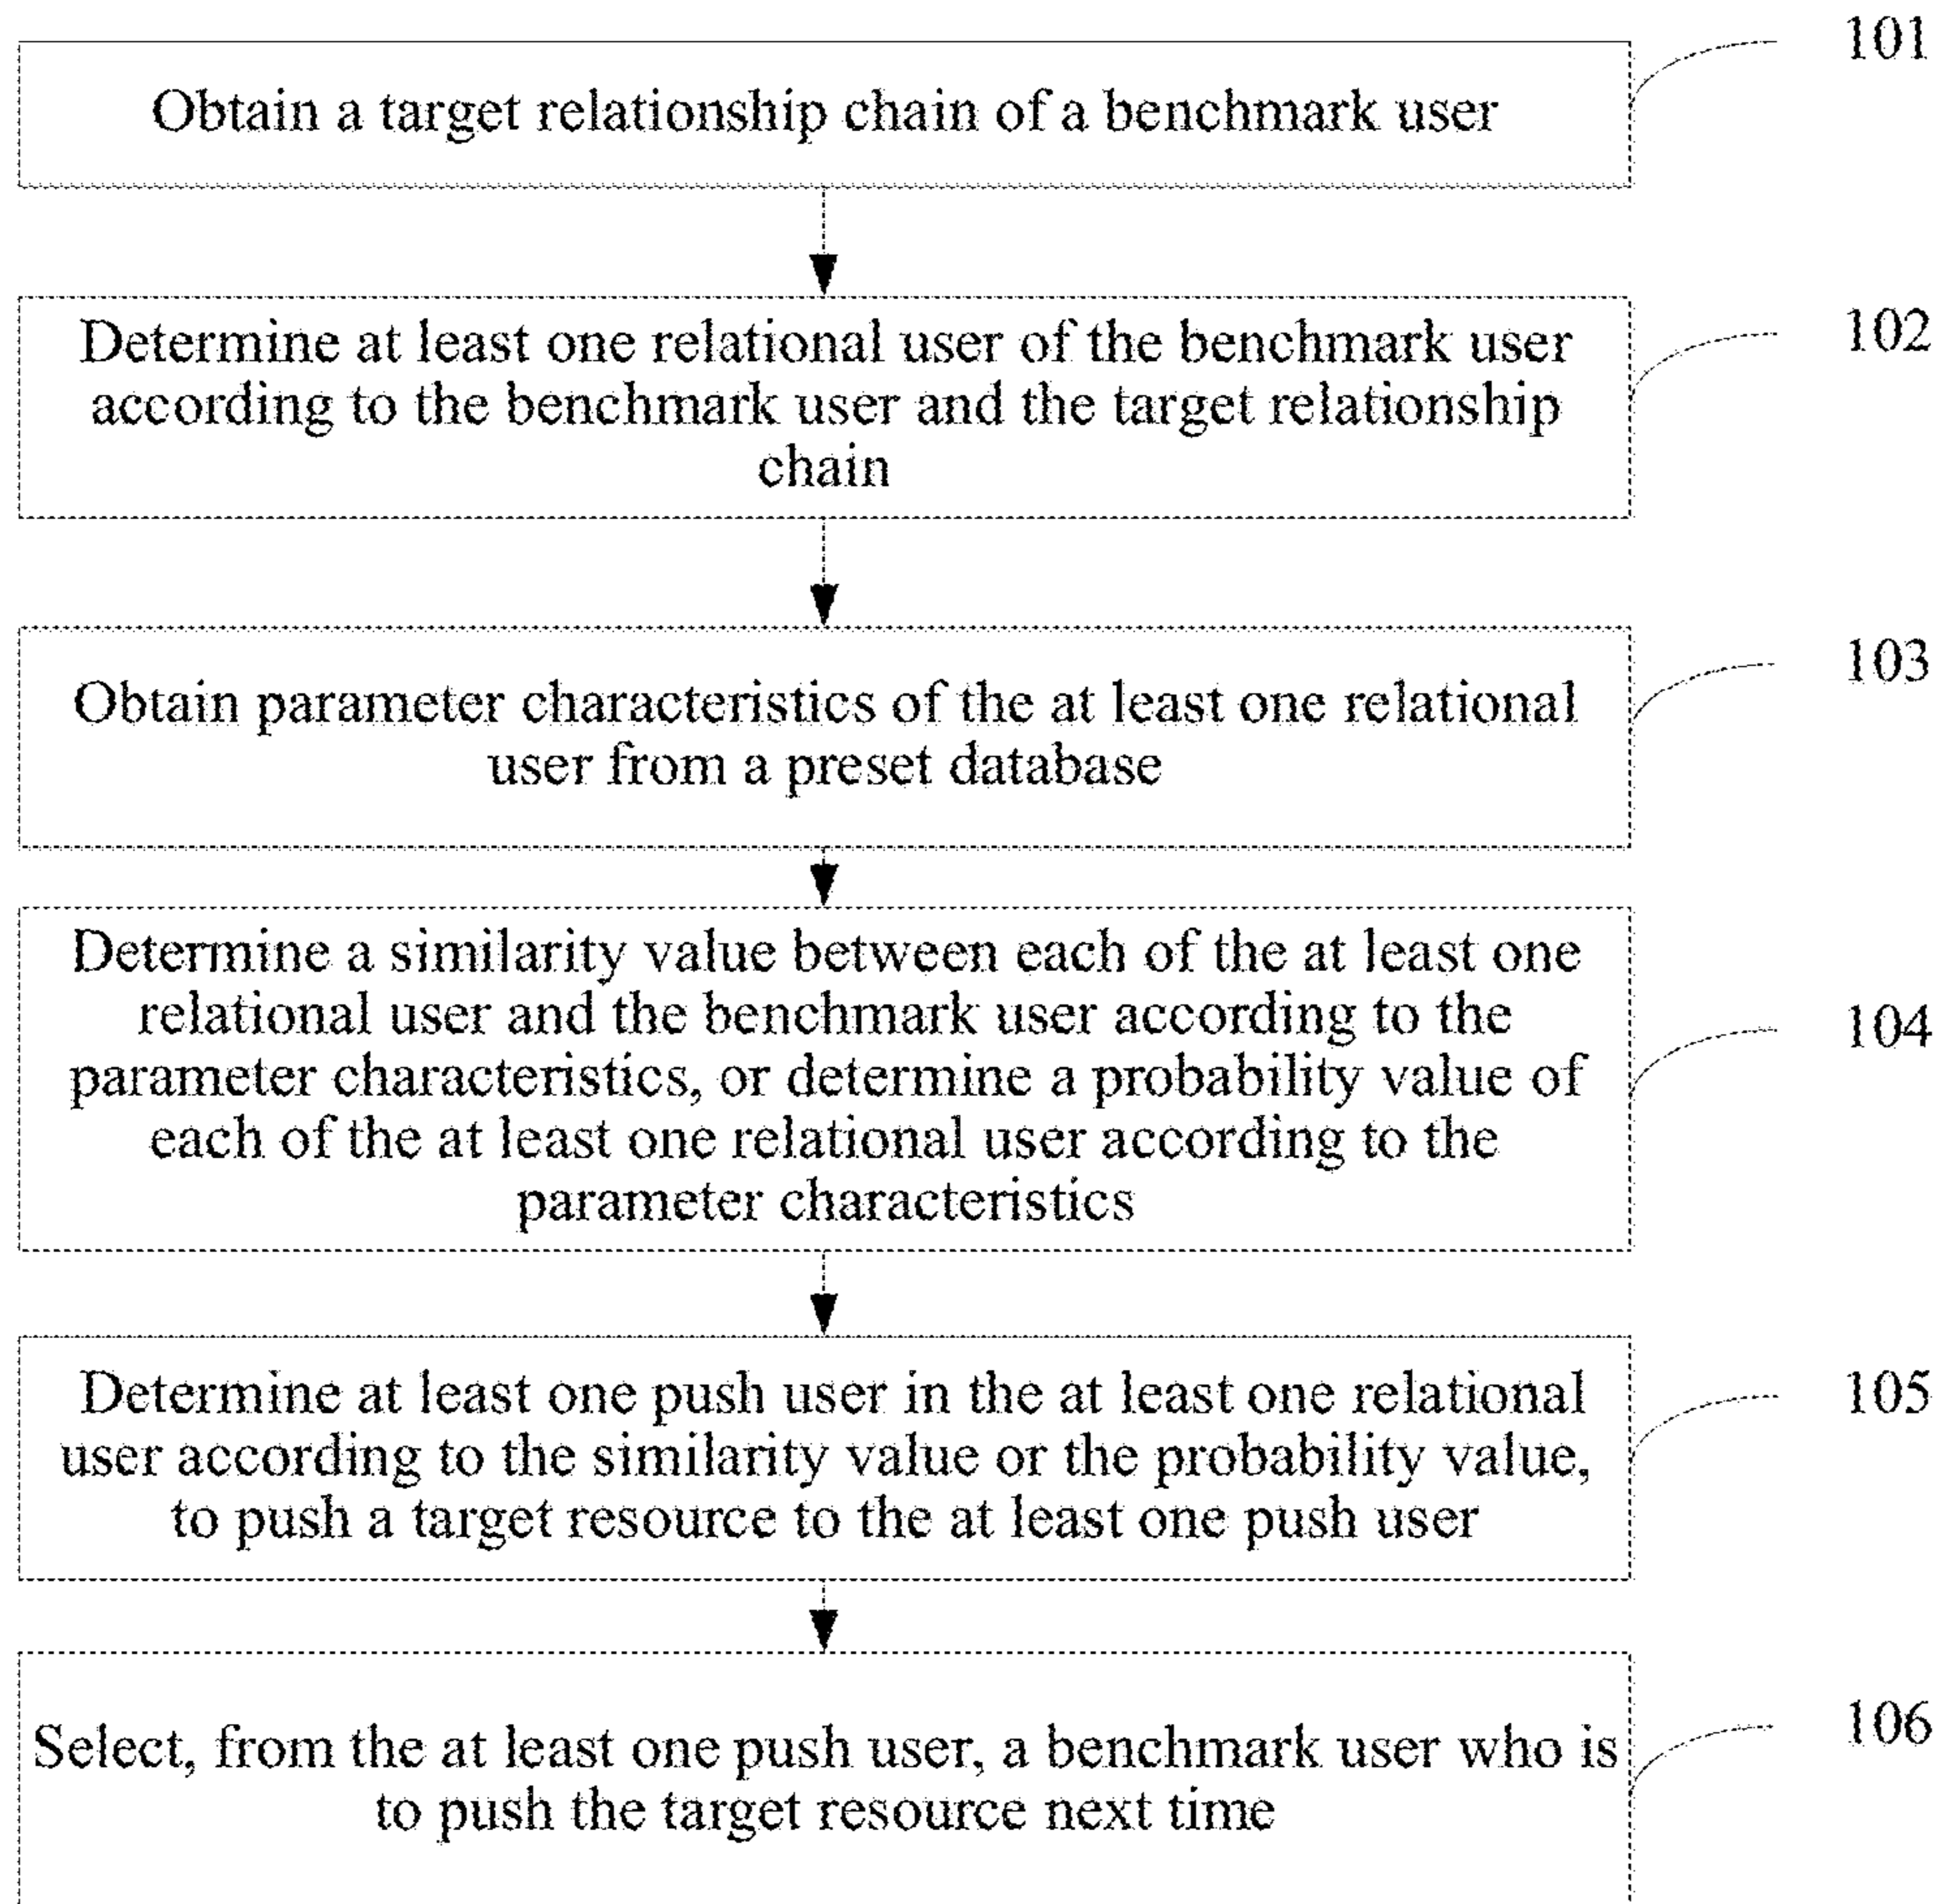 101
Obtain a target relationship chain of a benchmark user
102
Determine at least one relational user of the benchmark user
according to the benchmark user and the target relationship
chain
103
Obtain parameter characteristics of the at least one relational
user from a preset database
104
Determine a similarity value between each of the at least one
relational user and the benchmark user according to the
parameter characteristics, or determine a probability value of
each of the at least one relational user according to the
parameter characteristics
105
Determine at least one push user in the at least one relational
user according to the similarity value or the probability value,
to push a target resource to the at least one push user
106
Select, from the at least one push user, a benchmark user who is
to push the target resource next time